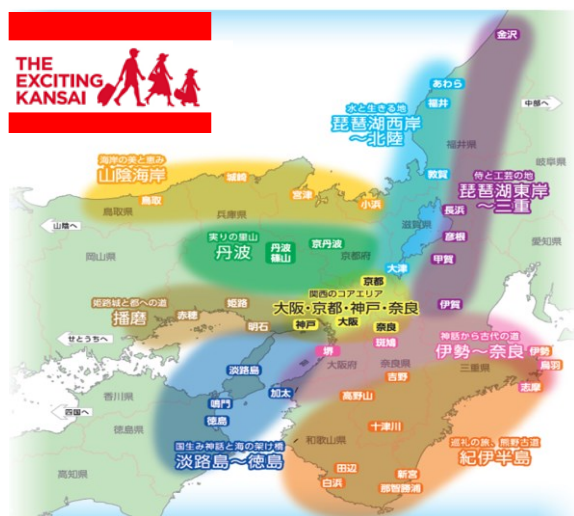 THE
EXCITING
KANSAI
金沢
あわら
福井
中部へ
水と生きる地
琵琶湖西岸
～北陸
福井県
岐阜県
海岸の美と恵み
山陰海岸
城崎
敦賀
侍と工芸の地
琵琶湖東岸
～三重
鳥取
宮津
小浜
鳥取県
兵庫県
長浜
滋賀県
山陰へ
実りの里山
丹波
丹波
篠山
京丹波
京都府
彦根
愛知県
岡山県
甲賀
大津
京都
姫路城と都への道
播磨
姫路
関西のコアエリア
大阪・京都・神戸・奈良
伊賀
赤穂
明石
神戸
大阪
奈良
せとうちへ
斑鳩
神話から古代の道
伊勢～奈良
堺
大阪府
奈良県
三重県
伊勢
鳥羽
淡路島
吉野
志摩
香川県
加太
高野山
鳴門
四国へ
徳島
十津川
徳島県
国生み神話と海の架け橋
淡路島～徳島
和歌山県
巡礼の旅、熊野古道
紀伊半島
高知県
田辺
新宮
白浜
那智勝浦